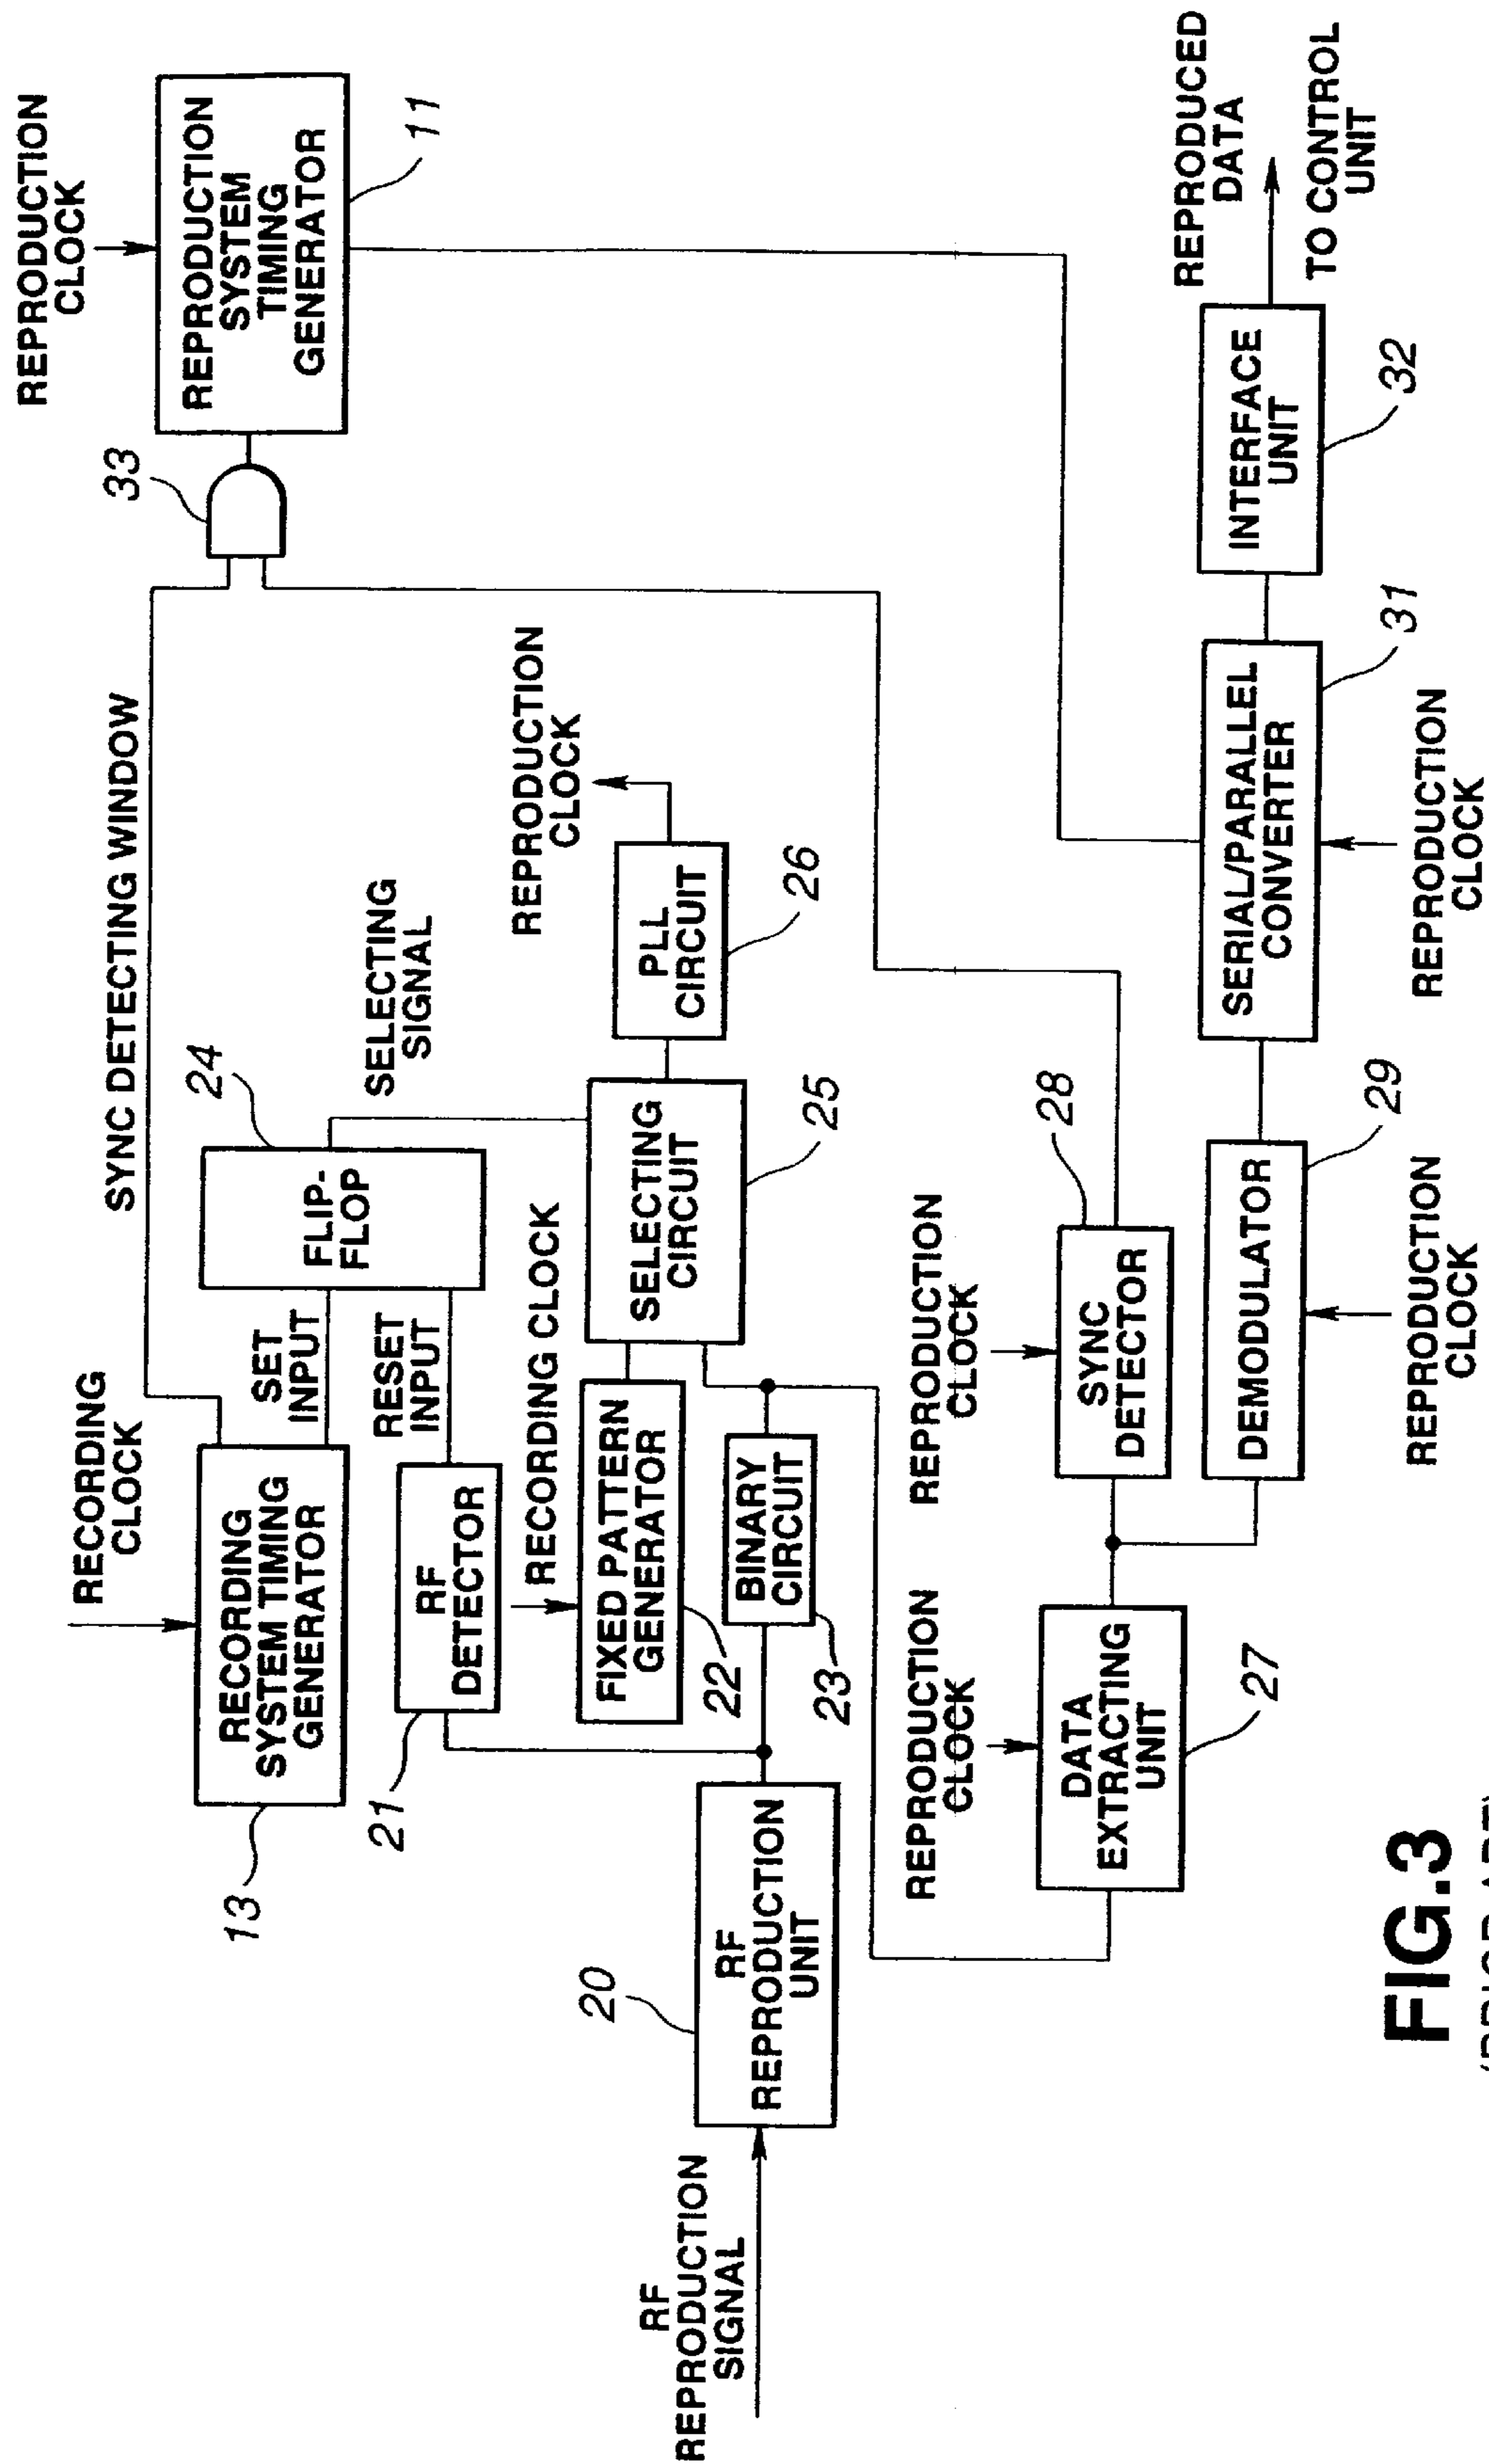 RF
REPRODUCTION
SIGNAL
20
RF
REPRODUCTION
UNIT
RECORDING
CLOCK
13
RECORDING
SYSTEM TIMING
GENERATOR
SYNC DETECTING WINDOW
SET
INPUT
RESET
INPUT
21
RF
DETECTOR
24
FLIP-
FLOP
SELECTING
SIGNAL
RECORDING CLOCK
FIXED PATTERN
GENERATOR
22
BINARY
CIRCUIT
23
SELECTING
CIRCUIT
25
PLL
CIRCUIT
26
REPRODUCTION
CLOCK
33
REPRODUCTION
CLOCK
REPRODUCTION
SYSTEM
TIMING
GENERATOR
11
REPRODUCTION
CLOCK
DATA
EXTRACTING
UNIT
27
REPRODUCTION
CLOCK
28
SYNC
DETECTOR
DEMODULATOR
29
REPRODUCTION
CLOCK
SERIAL/PARALLEL
CONVERTER
31
REPRODUCTION
CLOCK
INTERFACE
UNIT
32
REPRODUCED
DATA
TO CONTROL
UNIT
FIG.3
(PRIOR ART)